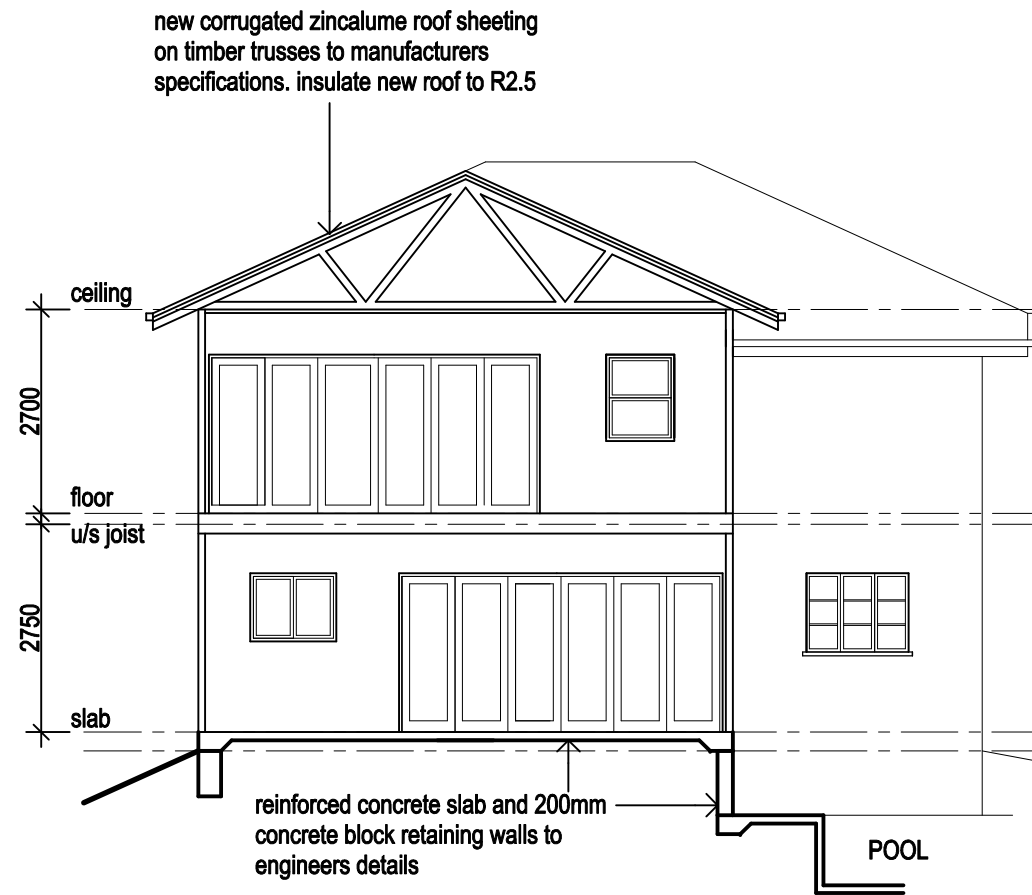 new corrugated zincalume roof sheeting
on timber trusses to manufacturers
specifications. insulate new roof to R2.5
ceiling
2700
floor
u/s joist
2750
slab
reinforced concrete slab and 200mm
concrete block retaining walls to
engineers details
POOL